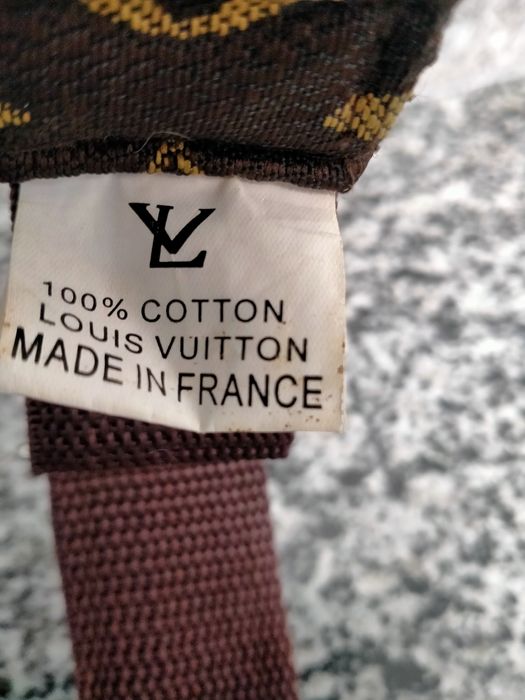 LV
100% COTTON
LOUIS VUITTON
MADE IN FRANCE